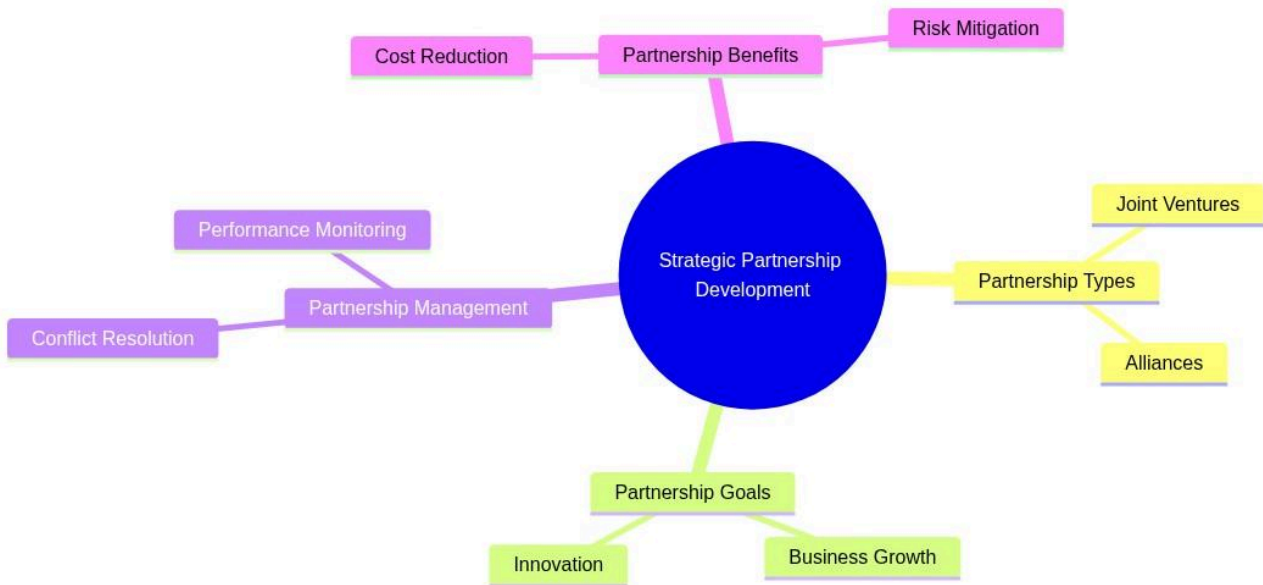 Risk Mitigation
Cost Reduction
Partnership Benefits
Joint Ventures
Performance Monitoring
Strategic Partnership
Development
Partnership Types
Partnership Management
Conflict Resolution
Alliances
Partnership Goals
Innovation
Business Growth